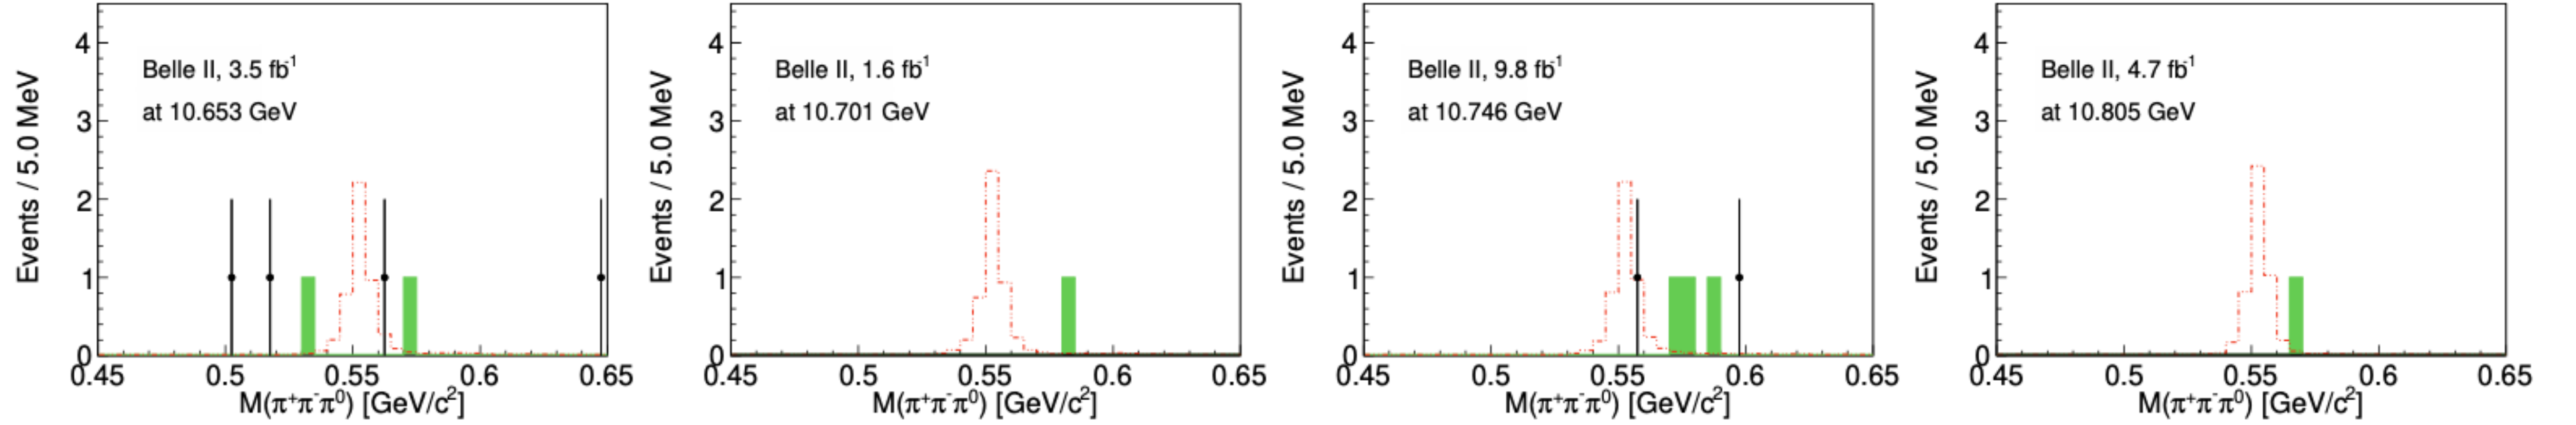 Belle II, 3.5 fb⁻¹
at 10.653 GeV
Events / 5.0 MeV
4
3
2
1
0
0.45 0.5 0.55 0.6 0.65
M(π⁺π⁻π⁰) [GeV/c²]
Belle II, 1.6 fb⁻¹
at 10.701 GeV
Events / 5.0 MeV
4
3
2
1
0
0.45 0.5 0.55 0.6 0.65
M(π⁺π⁻π⁰) [GeV/c²]
Belle II, 9.8 fb⁻¹
at 10.746 GeV
Events / 5.0 MeV
4
3
2
1
0
0.45 0.5 0.55 0.6 0.65
M(π⁺π⁻π⁰) [GeV/c²]
Belle II, 4.7 fb⁻¹
at 10.805 GeV
Events / 5.0 MeV
4
3
2
1
0
0.45 0.5 0.55 0.6 0.65
M(π⁺π⁻π⁰) [GeV/c²]